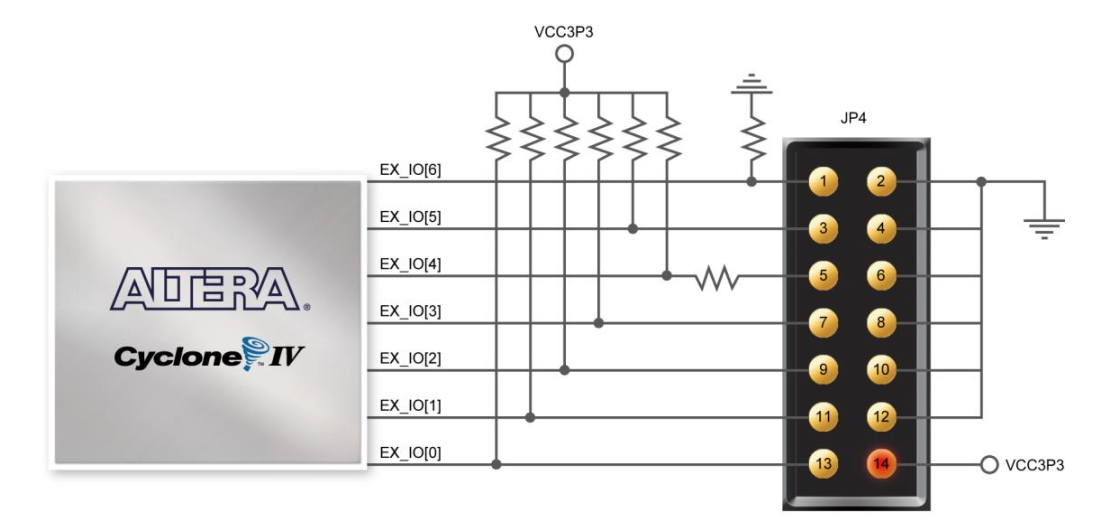 VCC3P3
JP4
EX_IO[6]
1 2
EX_IO[5]
3 4
EX_IO[4]
5 6
ALTERA®
EX_IO[3]
7 8
Cyclone™ IV
EX_IO[2]
9 10
EX_IO[1]
11 12
EX_IO[0]
13 14 VCC3P3